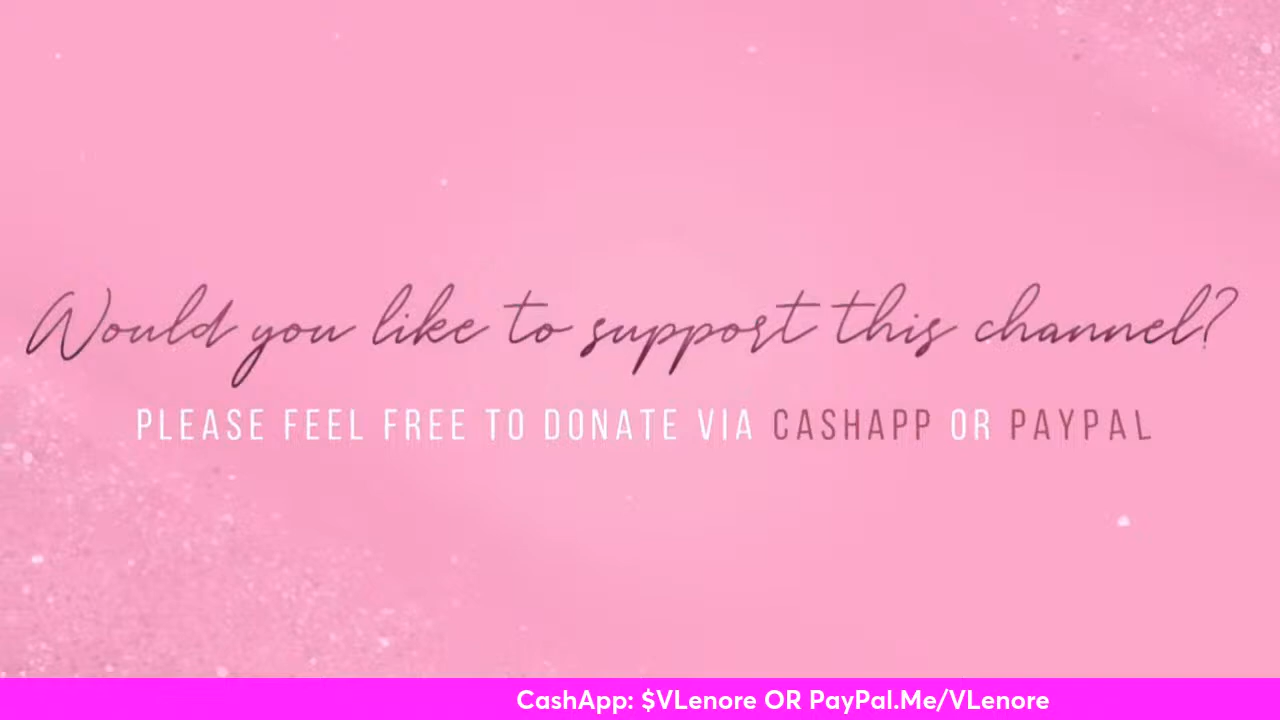 Would you like to support this channel?
PLEASE FEEL FREE TO DONATE VIA CASHAPP OR PAYPAL
CashApp: $VLenore OR PayPal.Me/VLenore